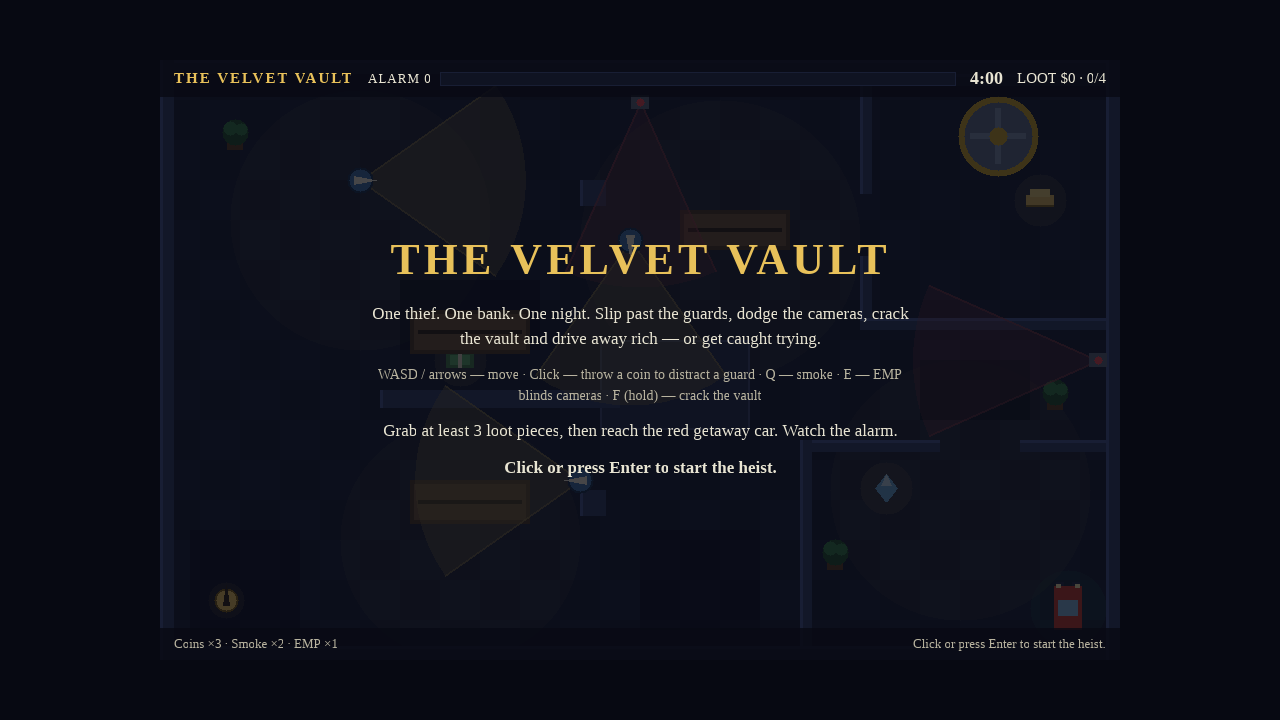 THE VELVET VAULT
ALARM 0
4:00
LOOT $0 · 0/4
THE VELVET VAULT
One thief. One bank. One night. Slip past the guards, dodge the cameras, crack
the vault and drive away rich — or get caught trying.
WASD / arrows — move · Click — throw a coin to distract a guard · Q — smoke · E — EMP
blinds cameras · F (hold) — crack the vault
Grab at least 3 loot pieces, then reach the red getaway car. Watch the alarm.
Click or press Enter to start the heist.
Coins ×3 · Smoke ×2 · EMP ×1
Click or press Enter to start the heist.